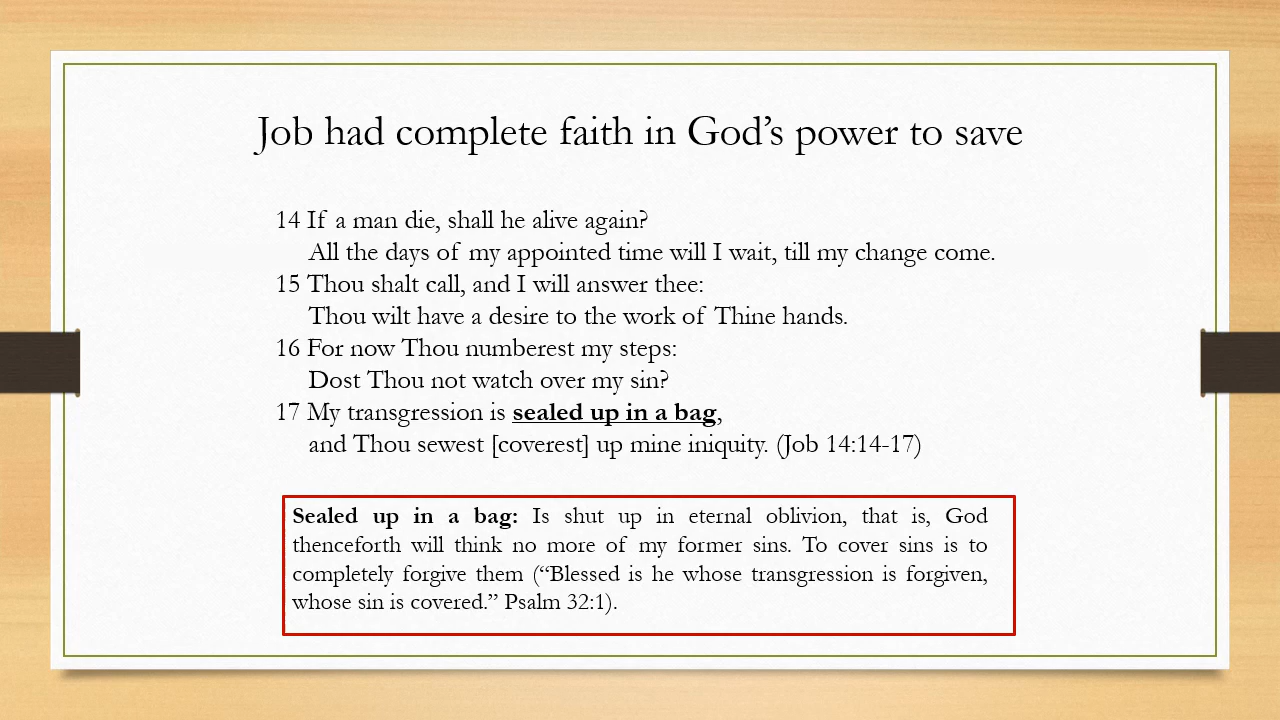 Job had complete faith in God’s power to save
14 If a man die, shall he alive again?
All the days of my appointed time will I wait, till my change come.
15 Thou shalt call, and I will answer thee:
Thou wilt have a desire to the work of Thine hands.
16 For now Thou numberest my steps:
Dost Thou not watch over my sin?
17 My transgression is sealed up in a bag,
and Thou sewest [coverest] up mine iniquity. (Job 14:14-17)
Sealed up in a bag: Is shut up in eternal oblivion, that is, God
thenceforth will think no more of my former sins. To cover sins is to
completely forgive them (“Blessed is he whose transgression is forgiven,
whose sin is covered.” Psalm 32:1).